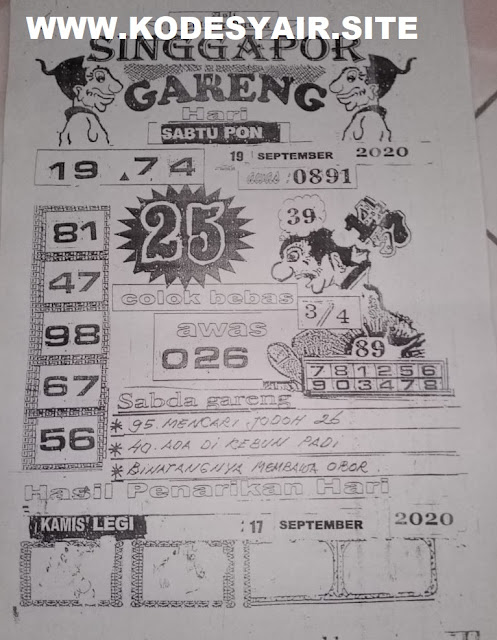 WWW.KODESYAIR.SITE
SINGGAPOR
GARENG
Hari
SABTU PON
19 SEPTEMBER 2020
19.74
0891
81
25
39
47
colok bebas
3/4
98
awas
026
89
781256
903478
67
Sabda gareng
56
* 95. MENCARI JODOH 26
* 40. ADA DI KEBUN PADI
* BINATANGNYA MEMBAWA OBOR
Hasil Penarikan Hari
KAMIS LEGI : 17 SEPTEMBER 2020